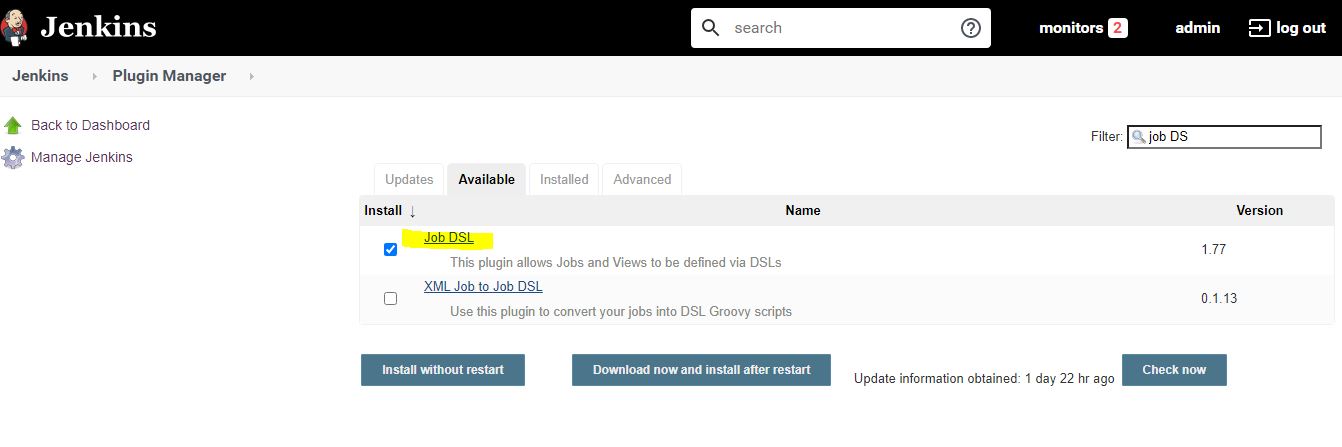 Jenkins
search
monitors 2
admin
log out
Jenkins
Plugin Manager
Back to Dashboard
Manage Jenkins
Filter: job DS
Updates
Available
Installed
Advanced
Install ↓ Name Version
Job DSL
This plugin allows Jobs and Views to be defined via DSLs
1.77
XML Job to Job DSL
Use this plugin to convert your jobs into DSL Groovy scripts
0.1.13
Install without restart
Download now and install after restart
Update information obtained: 1 day 22 hr ago
Check now